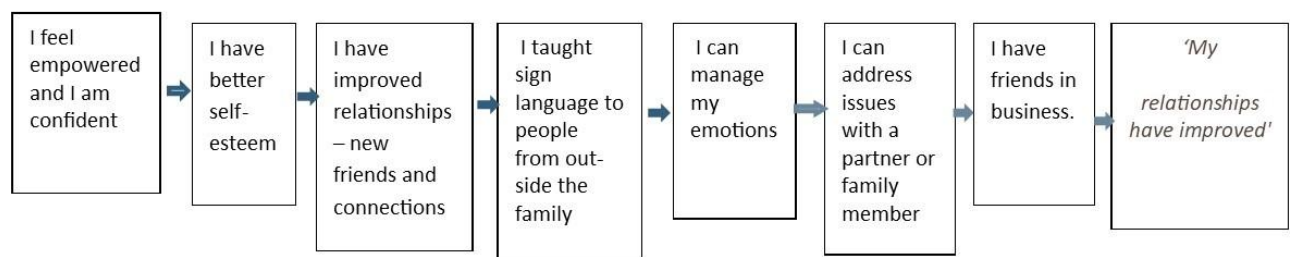 I feel
empowered
and I am
confident
I have
better
self-
esteem
I have
improved
relationships
– new
friends and
connections
I taught
sign
language to
people
from out-
side the
family
I can
manage
my
emotions
I can
address
issues
with a
partner or
family
member
I have
friends in
business.
‘My
relationships
have improved'